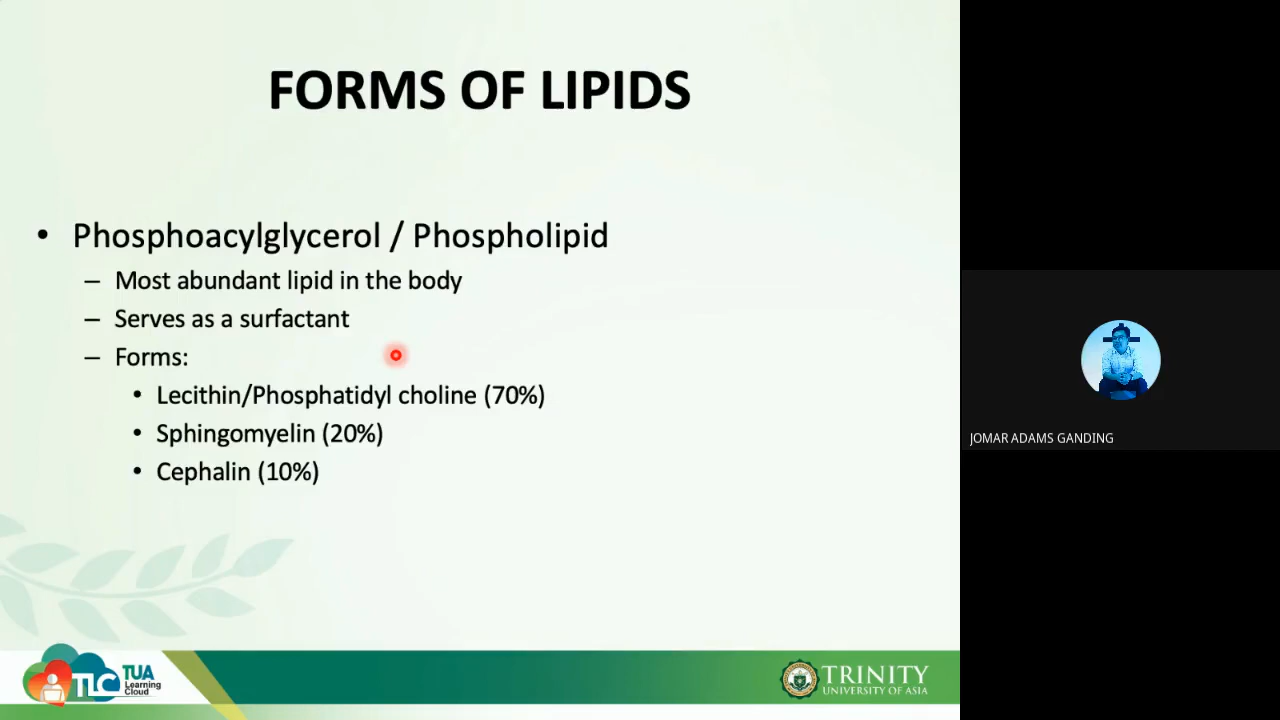 FORMS OF LIPIDS
• Phosphoacylglycerol / Phospholipid
– Most abundant lipid in the body
– Serves as a surfactant
– Forms:
• Lecithin/Phosphatidyl choline (70%)
• Sphingomyelin (20%)
• Cephalin (10%)
JOMAR ADAMS GANDING
TLC
TUA
Learning
Cloud
TRINITY
UNIVERSITY OF ASIA